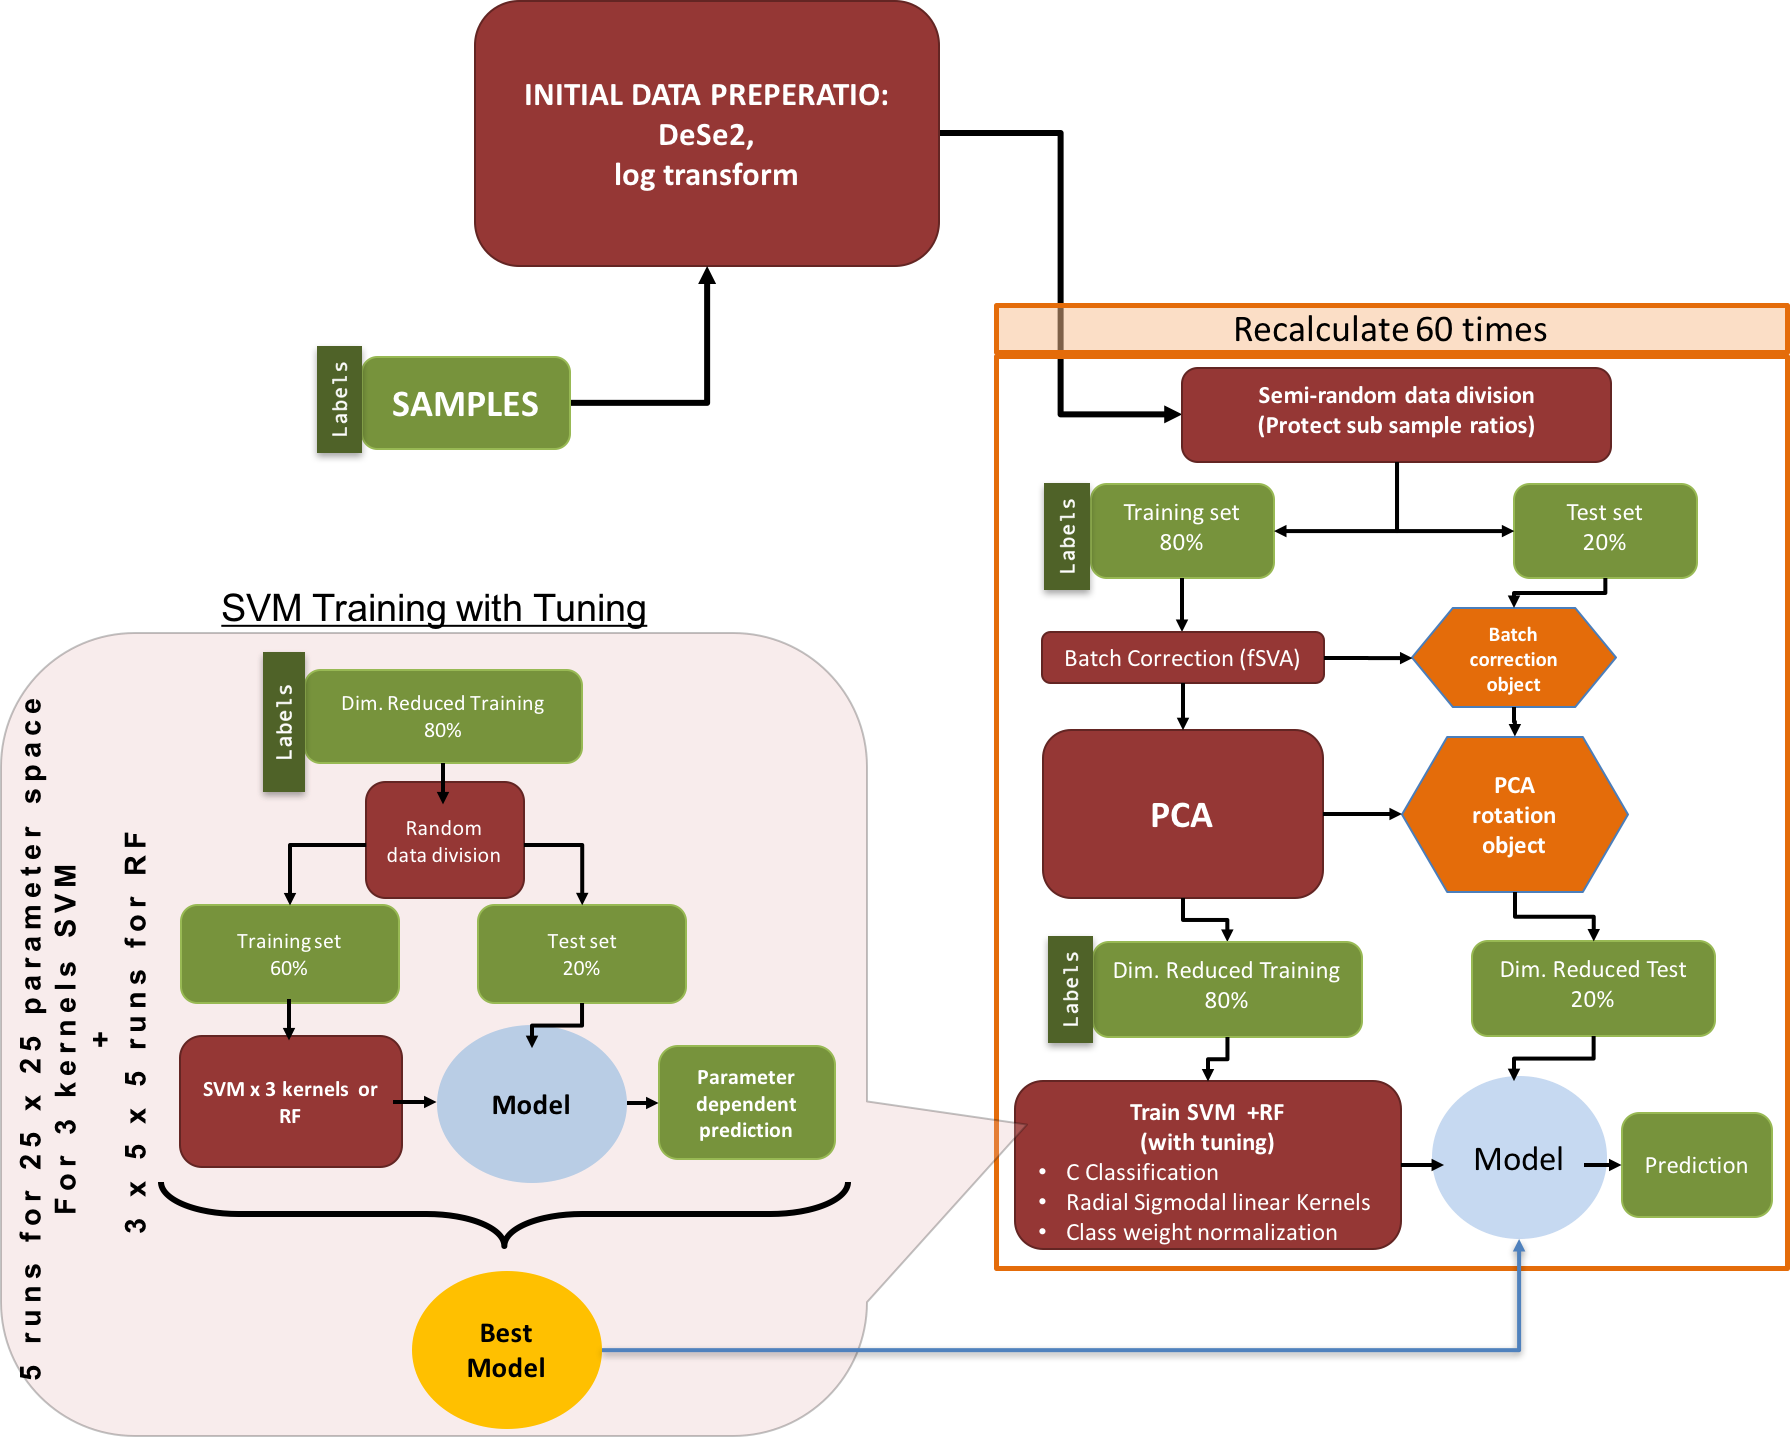 INITIAL DATA PREPERATIO:
DeSe2,
log transform
Labels
SAMPLES
Recalculate 60 times
Semi-random data division
(Protect sub sample ratios)
Labels
Training set
80%
Test set
20%
Batch Correction (fSVA)
Batch
correction
object
PCA
PCA
rotation
object
Labels
Dim. Reduced Training
80%
Dim. Reduced Test
20%
Train SVM +RF
(with tuning)
• C Classification
• Radial Sigmodal linear Kernels
• Class weight normalization
Model
Prediction
SVM Training with Tuning
5 runs for 25 x 25 parameter space
For 3 kernels SVM
+
3 x 5 x 5 runs for RF
Labels
Dim. Reduced Training
80%
Random
data division
Training set
60%
Test set
20%
SVM x 3 kernels or
RF
Model
Parameter
dependent
prediction
Best
Model